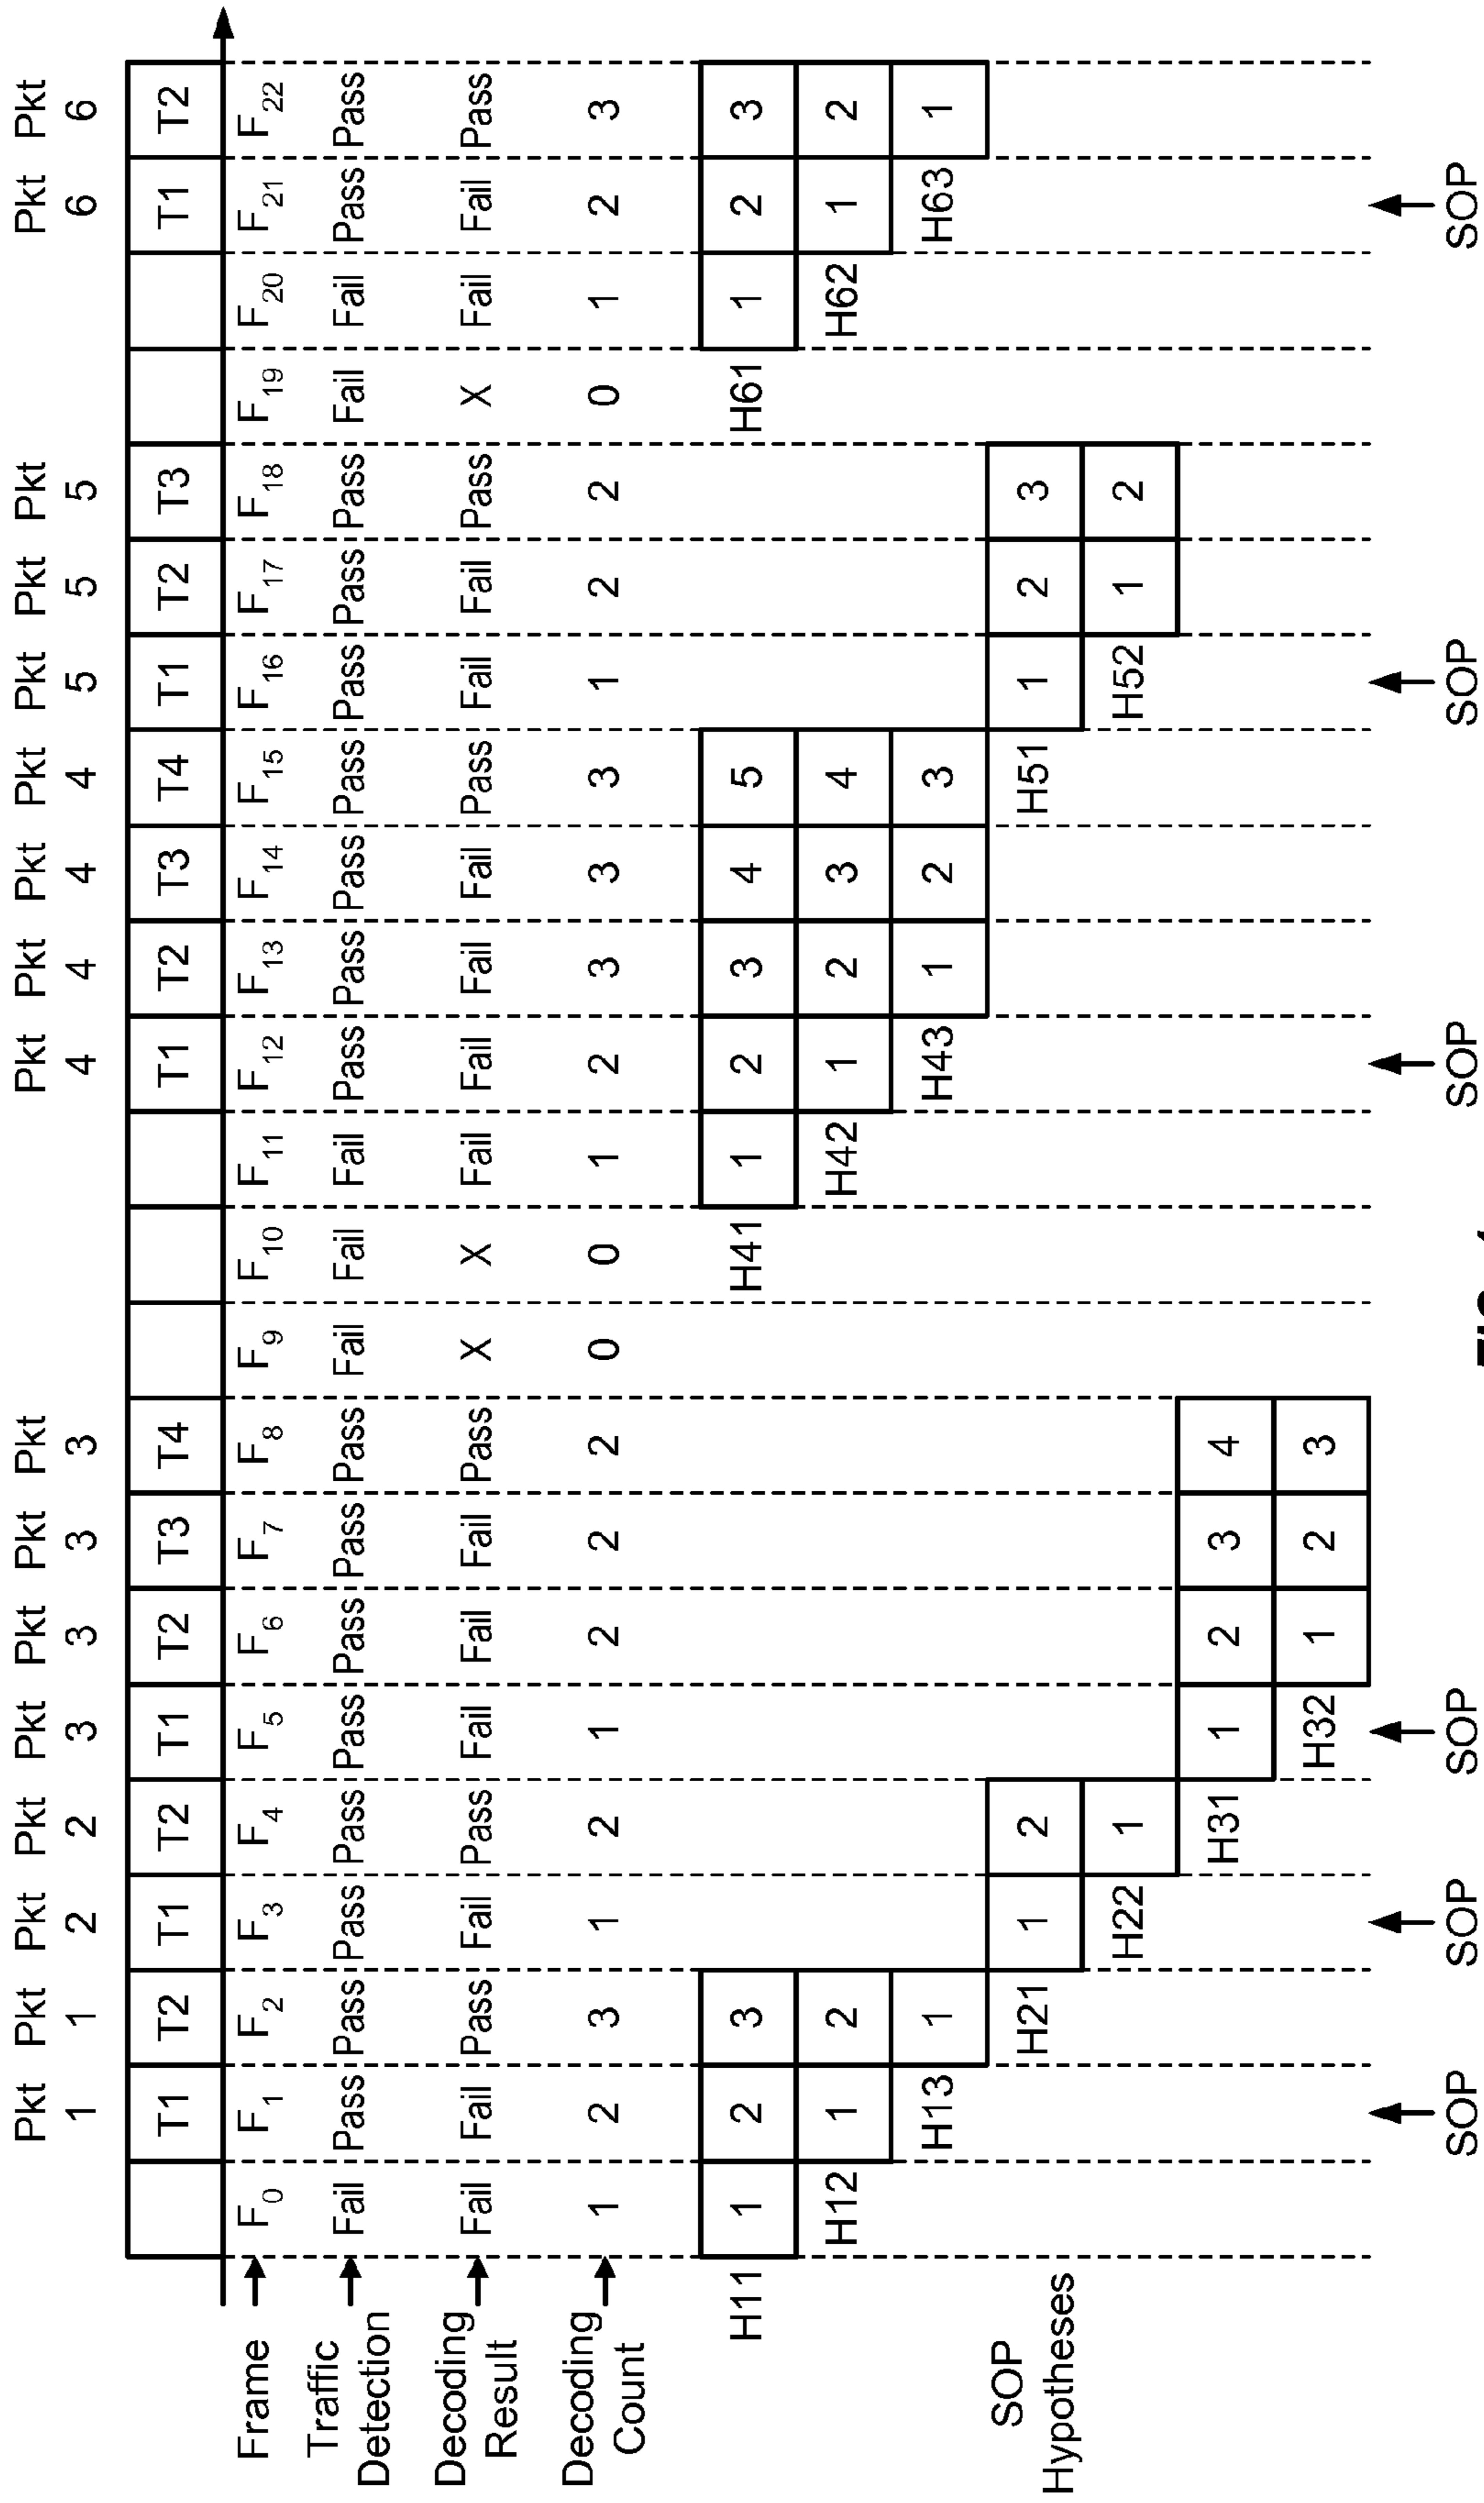 Pkt Pkt Pkt Pkt Pkt Pkt Pkt Pkt Pkt Pkt Pkt Pkt Pkt Pkt Pkt Pkt Pkt
1 1 2 2 3 3 3 3 4 4 4 4 5 5 5 6 6
T1 T2 T1 T2 T1 T2 T3 T4 T1 T2 T3 T4 T1 T2 T3 T1 T2
Frame F0 F1 F2 F3 F4 F5 F6 F7 F8 F9 F10 F11 F12 F13 F14 F15 F16 F17 F18 F19 F20 F21 F22
Traffic
Detection Fail Pass Pass Pass Pass Pass Pass Pass Pass Fail Fail Fail Pass Pass Pass Pass Pass Pass Pass Fail Fail Pass Pass
Decoding
Result Fail Fail Pass Fail Pass Fail Fail Fail Pass X X Fail Fail Fail Fail Pass Fail Fail Pass X Fail Fail Pass
Decoding
Count 1 2 3 1 2 1 2 2 2 0 0 1 2 3 3 3 1 2 2 0 1 2 3
H11 1 2 3 H41 1 2 3 4 5 H61 1 2 3
H12 1 2 H42 1 2 3 4 H62 1 2
H13 1 H43 1 2 3 H63 1
SOP
Hypotheses
H21 1 2 H51 1 2 3
H22 1 H52 1 2
H31 1 2 3 4
H32 1 2 3
SOP SOP SOP SOP SOP SOP